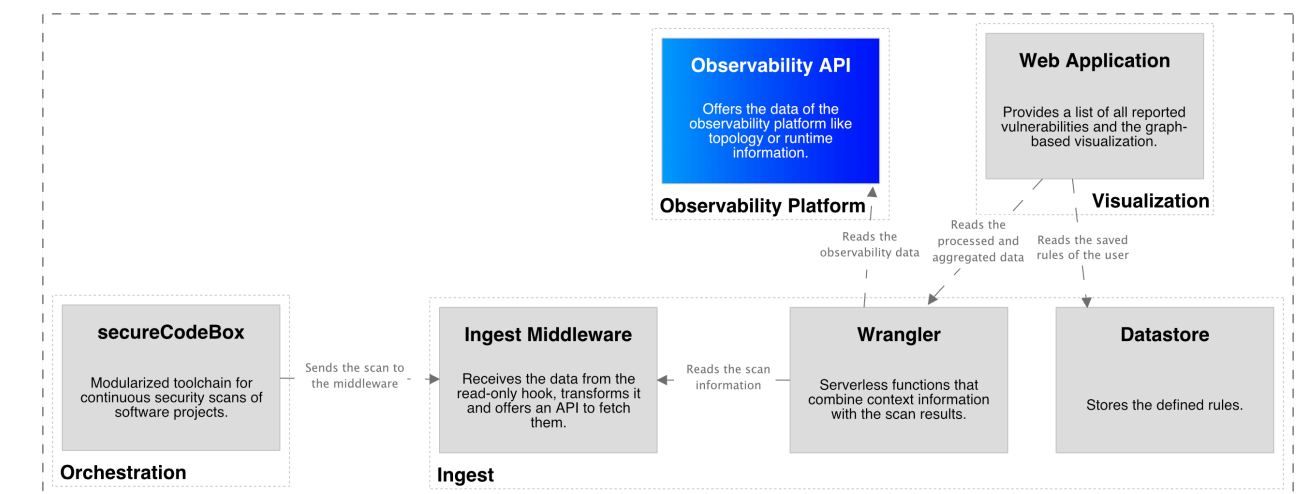 Observability API
Offers the data of the
observability platform like
topology or runtime
information.
Observability Platform
Web Application
Provides a list of all reported
vulnerabilities and the graph-
based visualization.
Visualization
Reads the
observability data
Reads the
processed and
aggregated data
Reads the saved
rules of the user
secureCodeBox
Modularized toolchain for
continuous security scans of
software projects.
Orchestration
Sends the scan to
the middleware
Ingest Middleware
Receives the data from the
read-only hook, transforms it
and offers an API to fetch
them.
Reads the scan
information
Wrangler
Serverless functions that
combine context information
with the scan results.
Datastore
Stores the defined rules.
Ingest